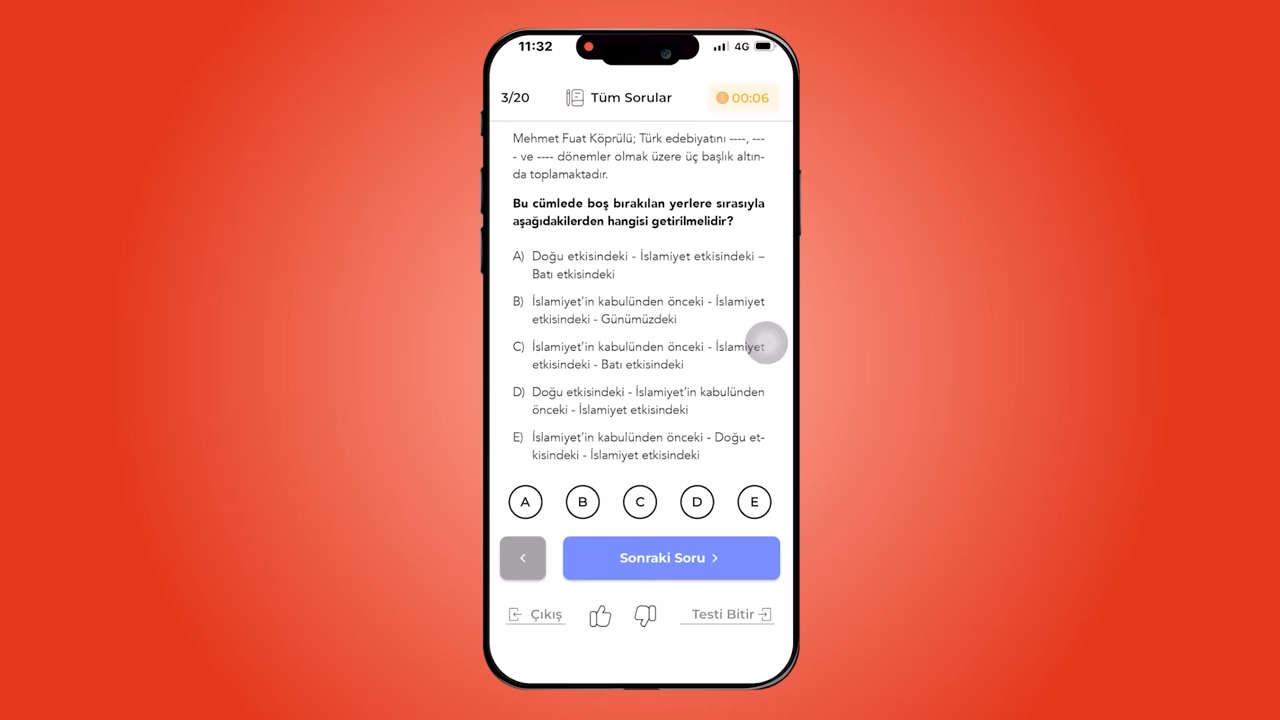 11:32
4G
3/20
Tüm Sorular
00:06
Mehmet Fuat Köprülü; Türk edebiyatını ----, ---
- ve ---- dönemler olmak üzere üç başlık altın-
da toplamaktadır.
Bu cümlede boş bırakılan yerlere sırasıyla
aşağıdakilerden hangisi getirilmelidir?
A) Doğu etkisindeki - İslamiyet etkisindeki –
Batı etkisindeki
B) İslamiyet’in kabulünden önceki - İslamiyet
etkisindeki - Günümüzdeki
C) İslamiyet’in kabulünden önceki - İslamiyet
etkisindeki - Batı etkisindeki
D) Doğu etkisindeki - İslamiyet’in kabulünden
önceki - İslamiyet etkisindeki
E) İslamiyet’in kabulünden önceki - Doğu et-
kisindeki - İslamiyet etkisindeki
A B C D E
Sonraki Soru
Çıkış
Testi Bitir